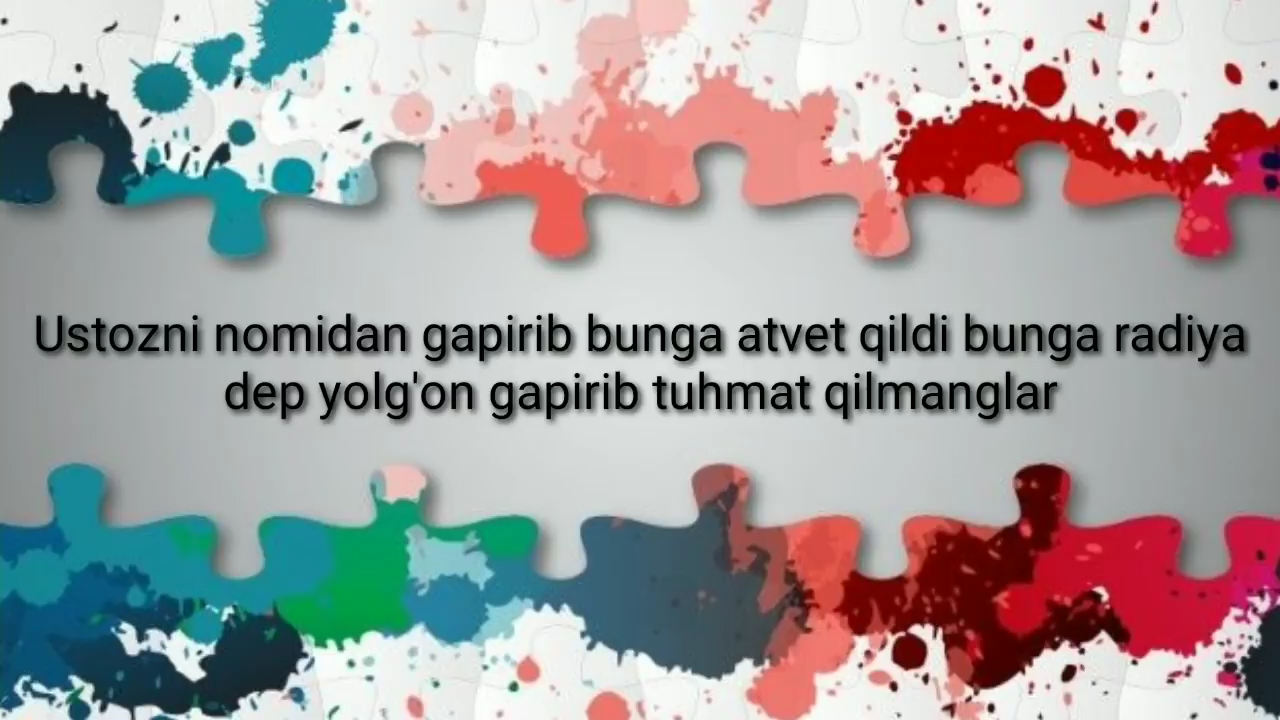 Ustozni nomidan gapirib bunga atvet qildi bunga radiya
dep yolg'on gapirib tuhmat qilmanglar